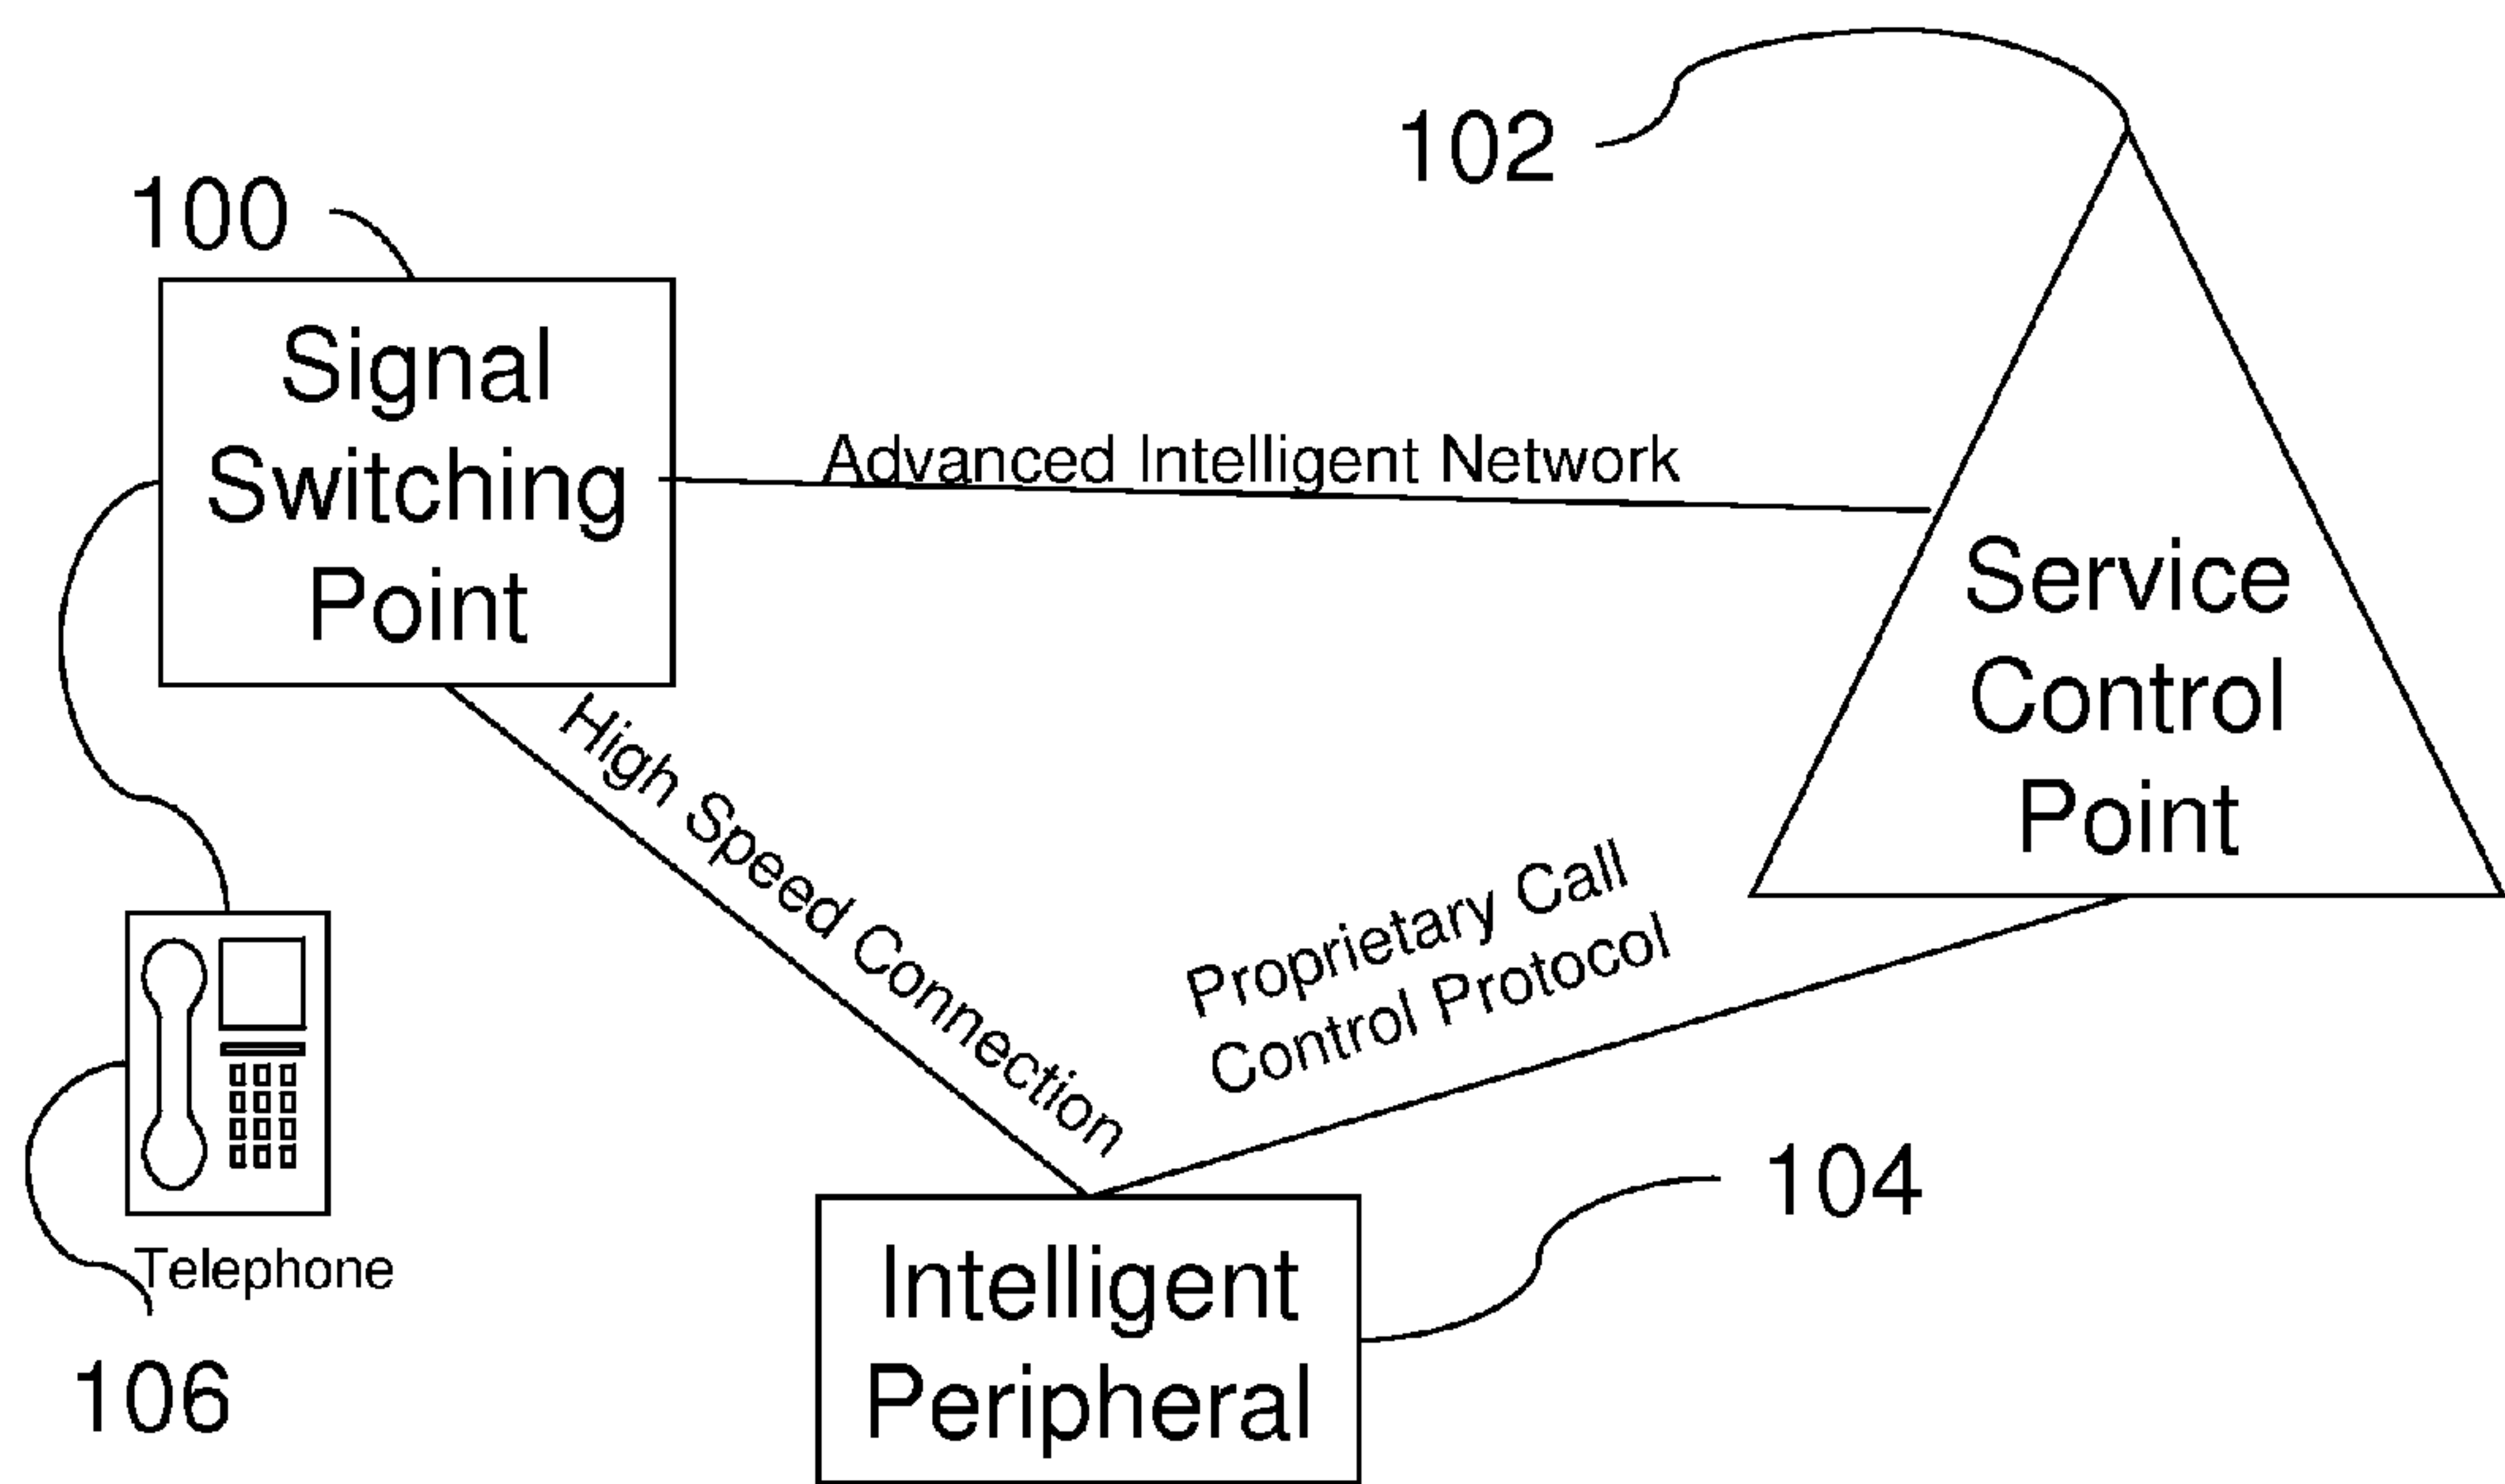 102
100
Signal
Switching
Point
Advanced Intelligent Network
Service
Control
Point
High Speed Connection
Proprietary Call
Control Protocol
104
Telephone
106
Intelligent
Peripheral